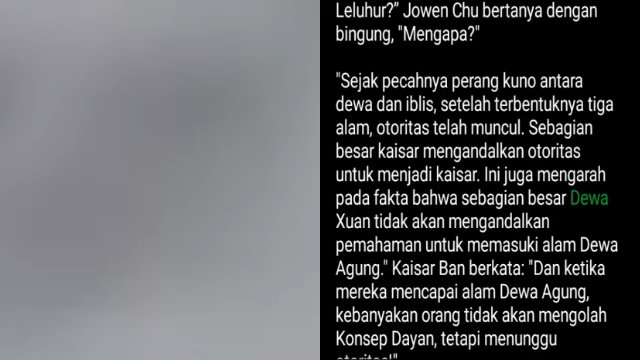 Leluhur?" Jowen Chu bertanya dengan
bingung, "Mengapa?"
"Sejak pecahnya perang kuno antara
dewa dan iblis, setelah terbentuknya tiga
alam, otoritas telah muncul. Sebagian
besar kaisar mengandalkan otoritas
untuk menjadi kaisar. Ini juga mengarah
pada fakta bahwa sebagian besar Dewa
Xuan tidak akan mengandalkan
pemahaman untuk memasuki alam Dewa
Agung." Kaisar Ban berkata: "Dan ketika
mereka mencapai alam Dewa Agung,
kebanyakan orang tidak akan mengolah
Konsep Dayan, tetapi menunggu